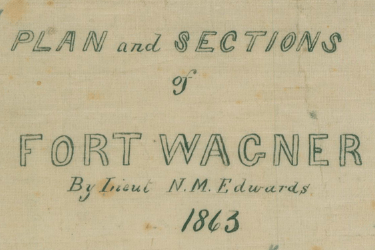 PLAN and SECTIONS
of
FORT WAGNER
By Lieut N.M. Edwards.
1863